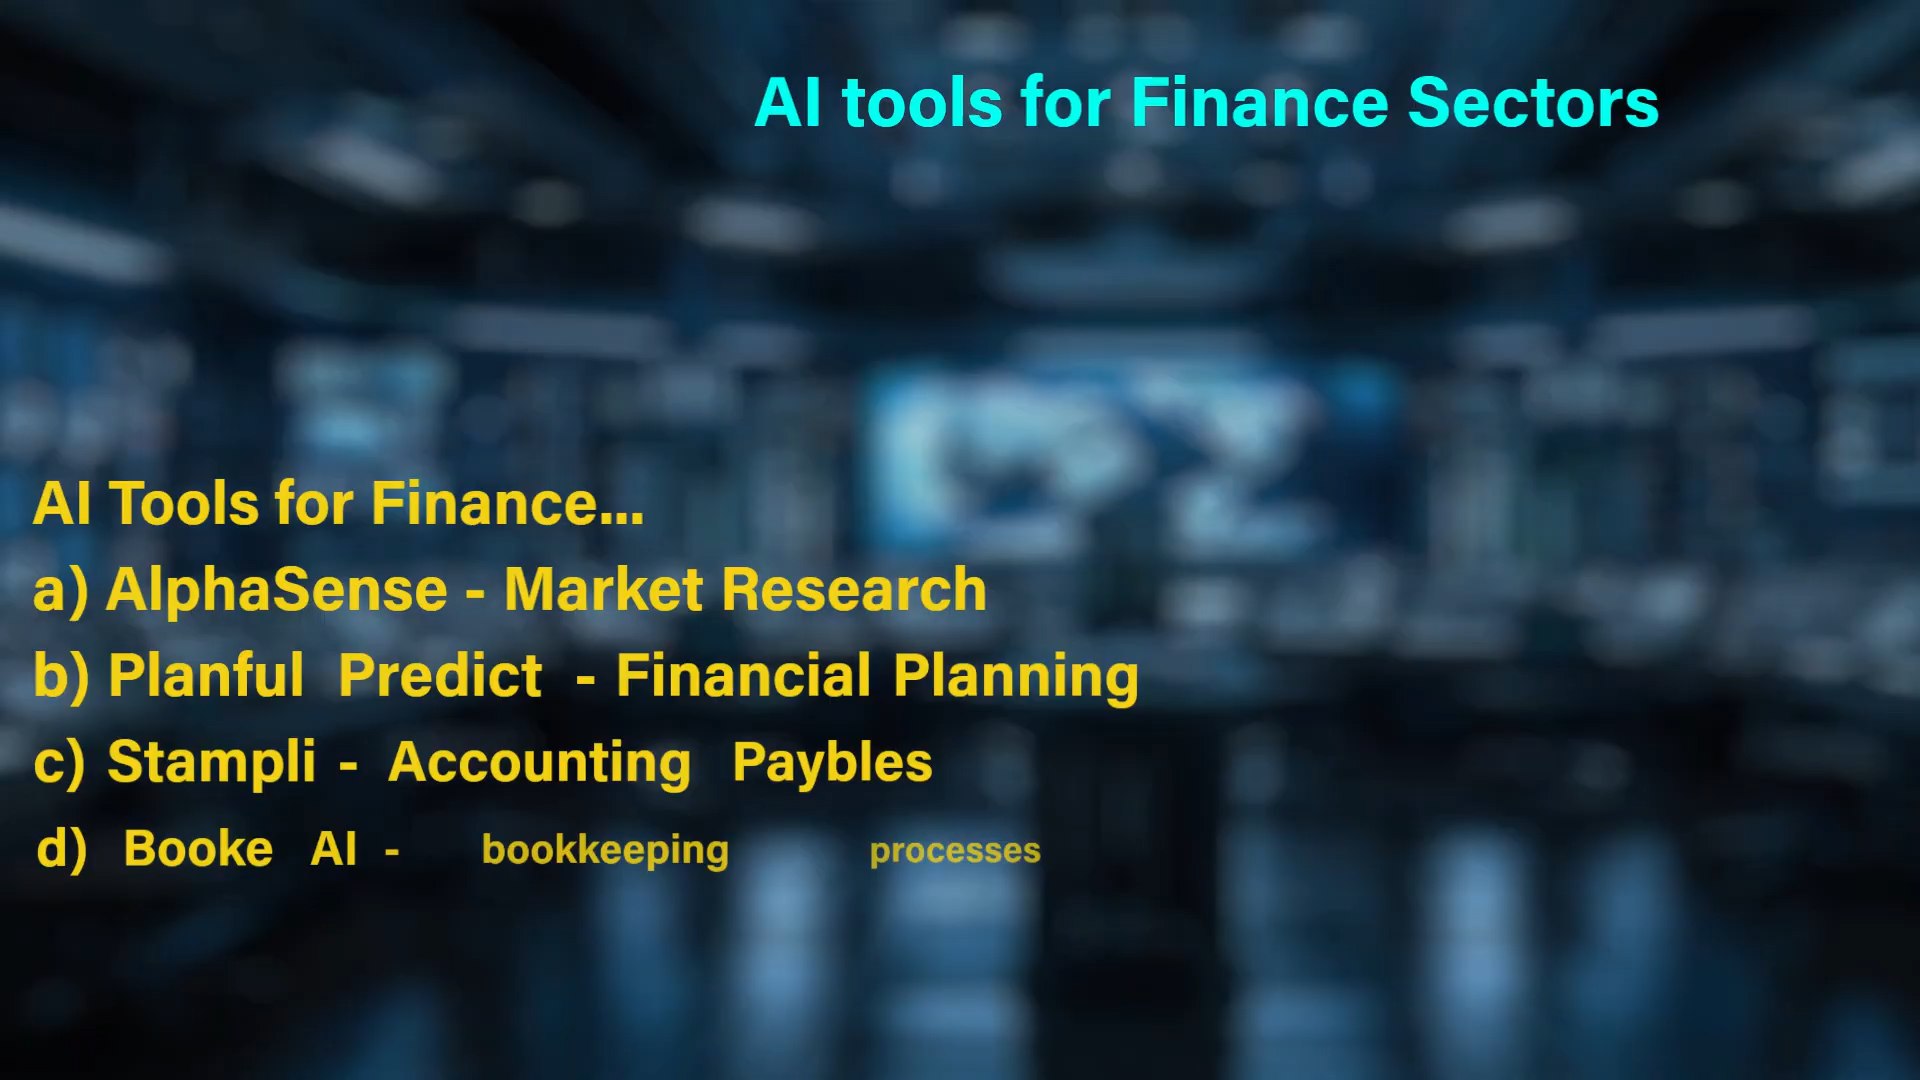 AI tools for Finance Sectors
AI Tools for Finance...
a) AlphaSense - Market Research
b) Planful Predict - Financial Planning
c) Stampli - Accounting Paybles
d) Booke AI - bookkeeping processes